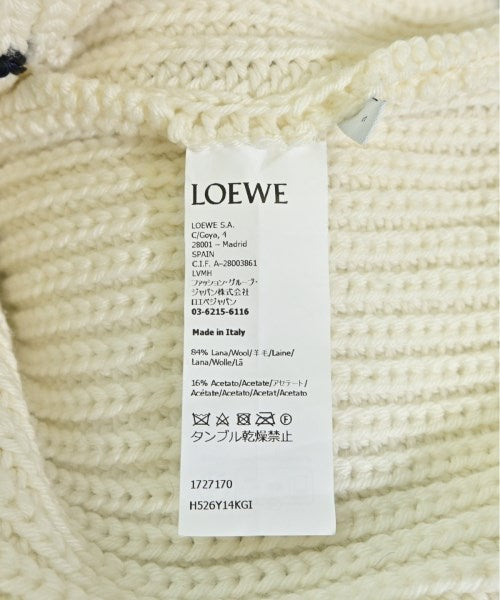 LOEWE
LOEWE S.A.
C/Goya, 4
28001 – Madrid
SPAIN
C.I.F. A-28003861
LVMH
ファッション・グループ・
ジャパン株式会社
ロエベジャパン
03-6215-6116
Made in Italy
84% Lana/Wool/羊毛/Laine/
Lana/Wolle/Lã
16% Acetato/Acetate/アセテート/
Acétate/Acetato/Acetat/Acetato
タンブル乾燥禁止
1727170
H526Y14KGI